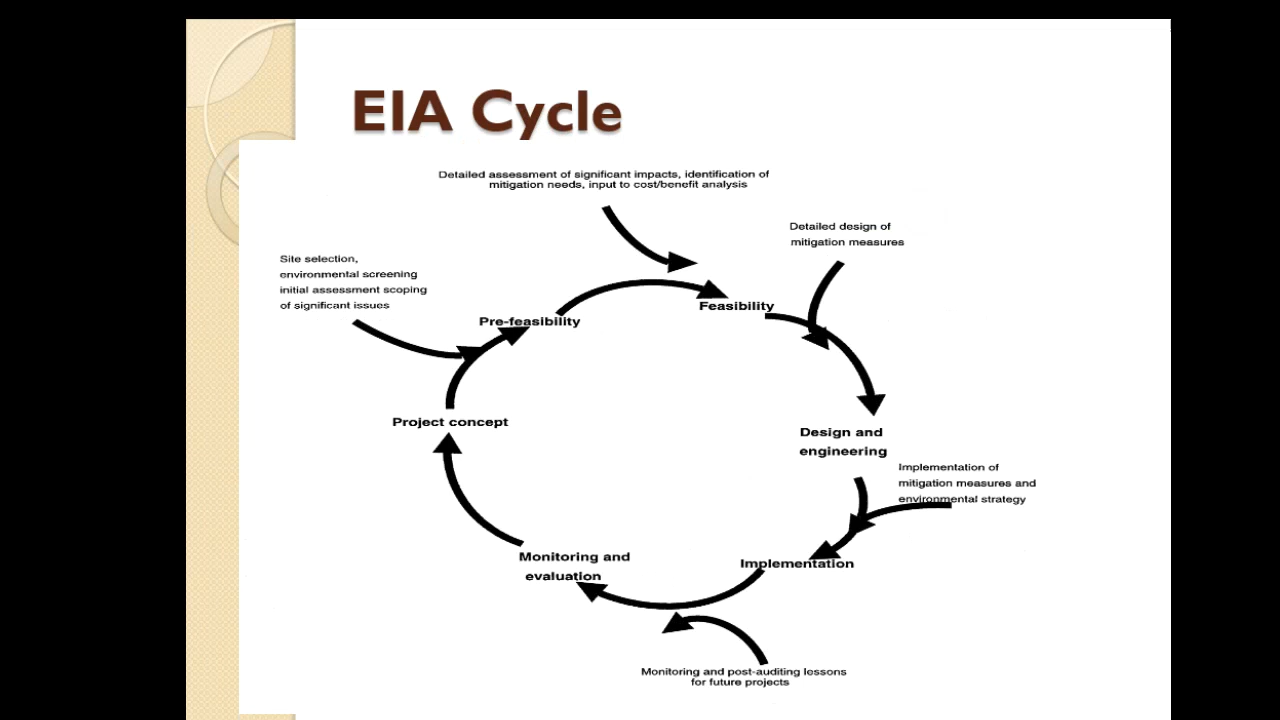 EIA Cycle
Detailed assessment of significant impacts, identification of
mitigation needs, input to cost/benefit analysis
Detailed design of
mitigation measures
Site selection,
environmental screening
initial assessment scoping
of significant issues
Pre-feasibility
Feasibility
Project concept
Design and
engineering
Implementation of
mitigation measures and
environmental strategy
Monitoring and
evaluation
Implementation
Monitoring and post-auditing lessons
for future projects